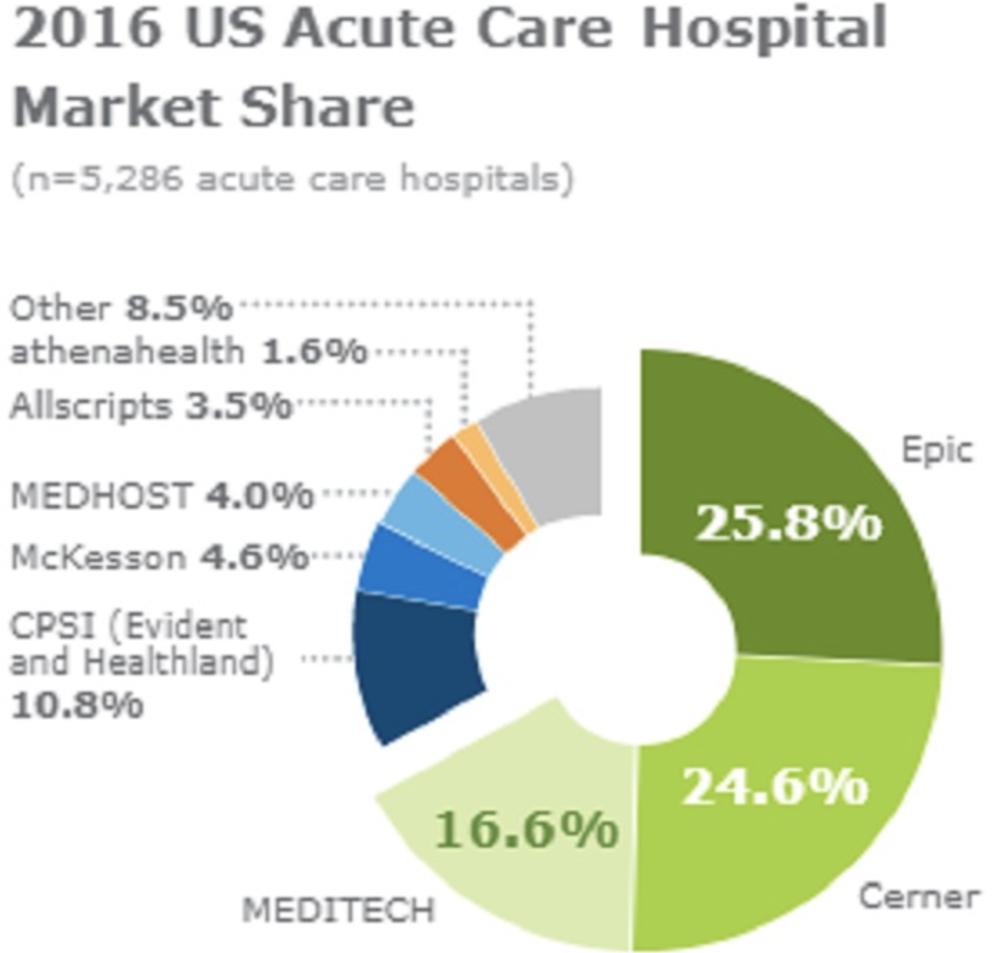 2016 US Acute Care Hospital
Market Share
(n=5,286 acute care hospitals)
Other 8.5%
athenahealth 1.6%
Allscripts 3.5%
MEDHOST 4.0%
McKesson 4.6%
CPSI (Evident
and Healthland)
10.8%
Epic
25.8%
24.6%
Cerner
16.6%
MEDITECH